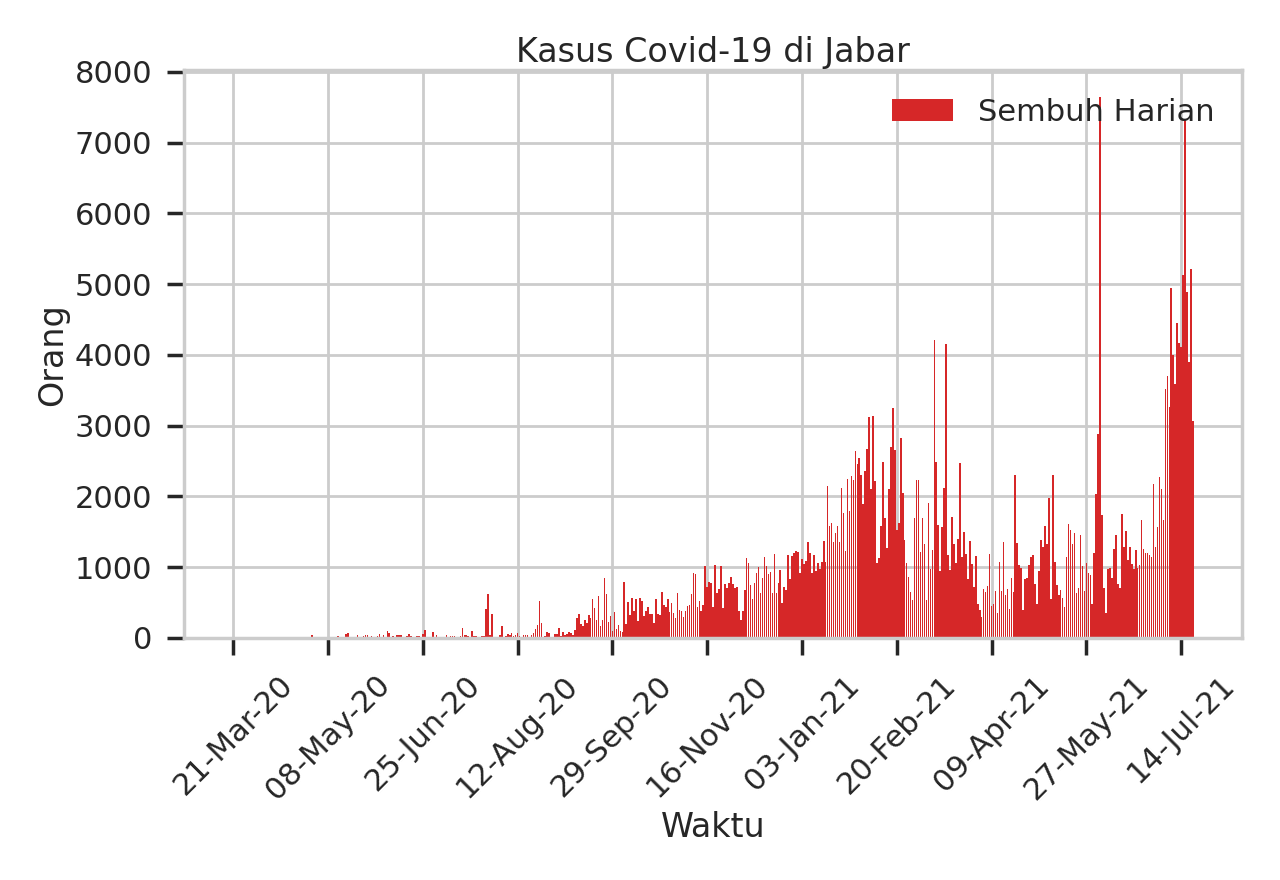 Kasus Covid-19 di Jabar
Sembuh Harian
8000
7000
6000
5000
4000
3000
2000
1000
0
Orang
21-Mar-20
08-May-20
25-Jun-20
12-Aug-20
29-Sep-20
16-Nov-20
03-Jan-21
20-Feb-21
09-Apr-21
27-May-21
14-Jul-21
Waktu